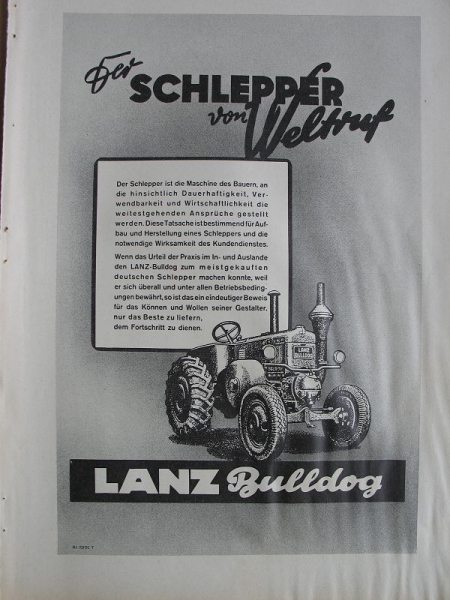 Der SCHLEPPER
von Weltruf
Der Schlepper ist die Maschine des Bauern, an
die hinsichtlich Dauerhaftigkeit, Ver-
wendbarkeit und Wirtschaftlichkeit die
weitestgehenden Ansprüche gestellt
werden. Diese Tatsache ist bestimmend für Auf-
bau und Herstellung eines Schleppers und die
notwendige Wirksamkeit des Kundendienstes.
Wenn das Urteil der Praxis im In- und Auslande
den LANZ-Bulldog zum meistgekauften
deutschen Schlepper machen konnte, weil
er sich überall und unter allen Betriebsbeding-
ungen bewährt, so ist das ein eindeutiger Beweis
für das Können und Wollen seiner Gestalter,
nur das Beste zu liefern,
dem Fortschritt zu dienen.
LANZ
BULLDOG
LANZ Bulldog